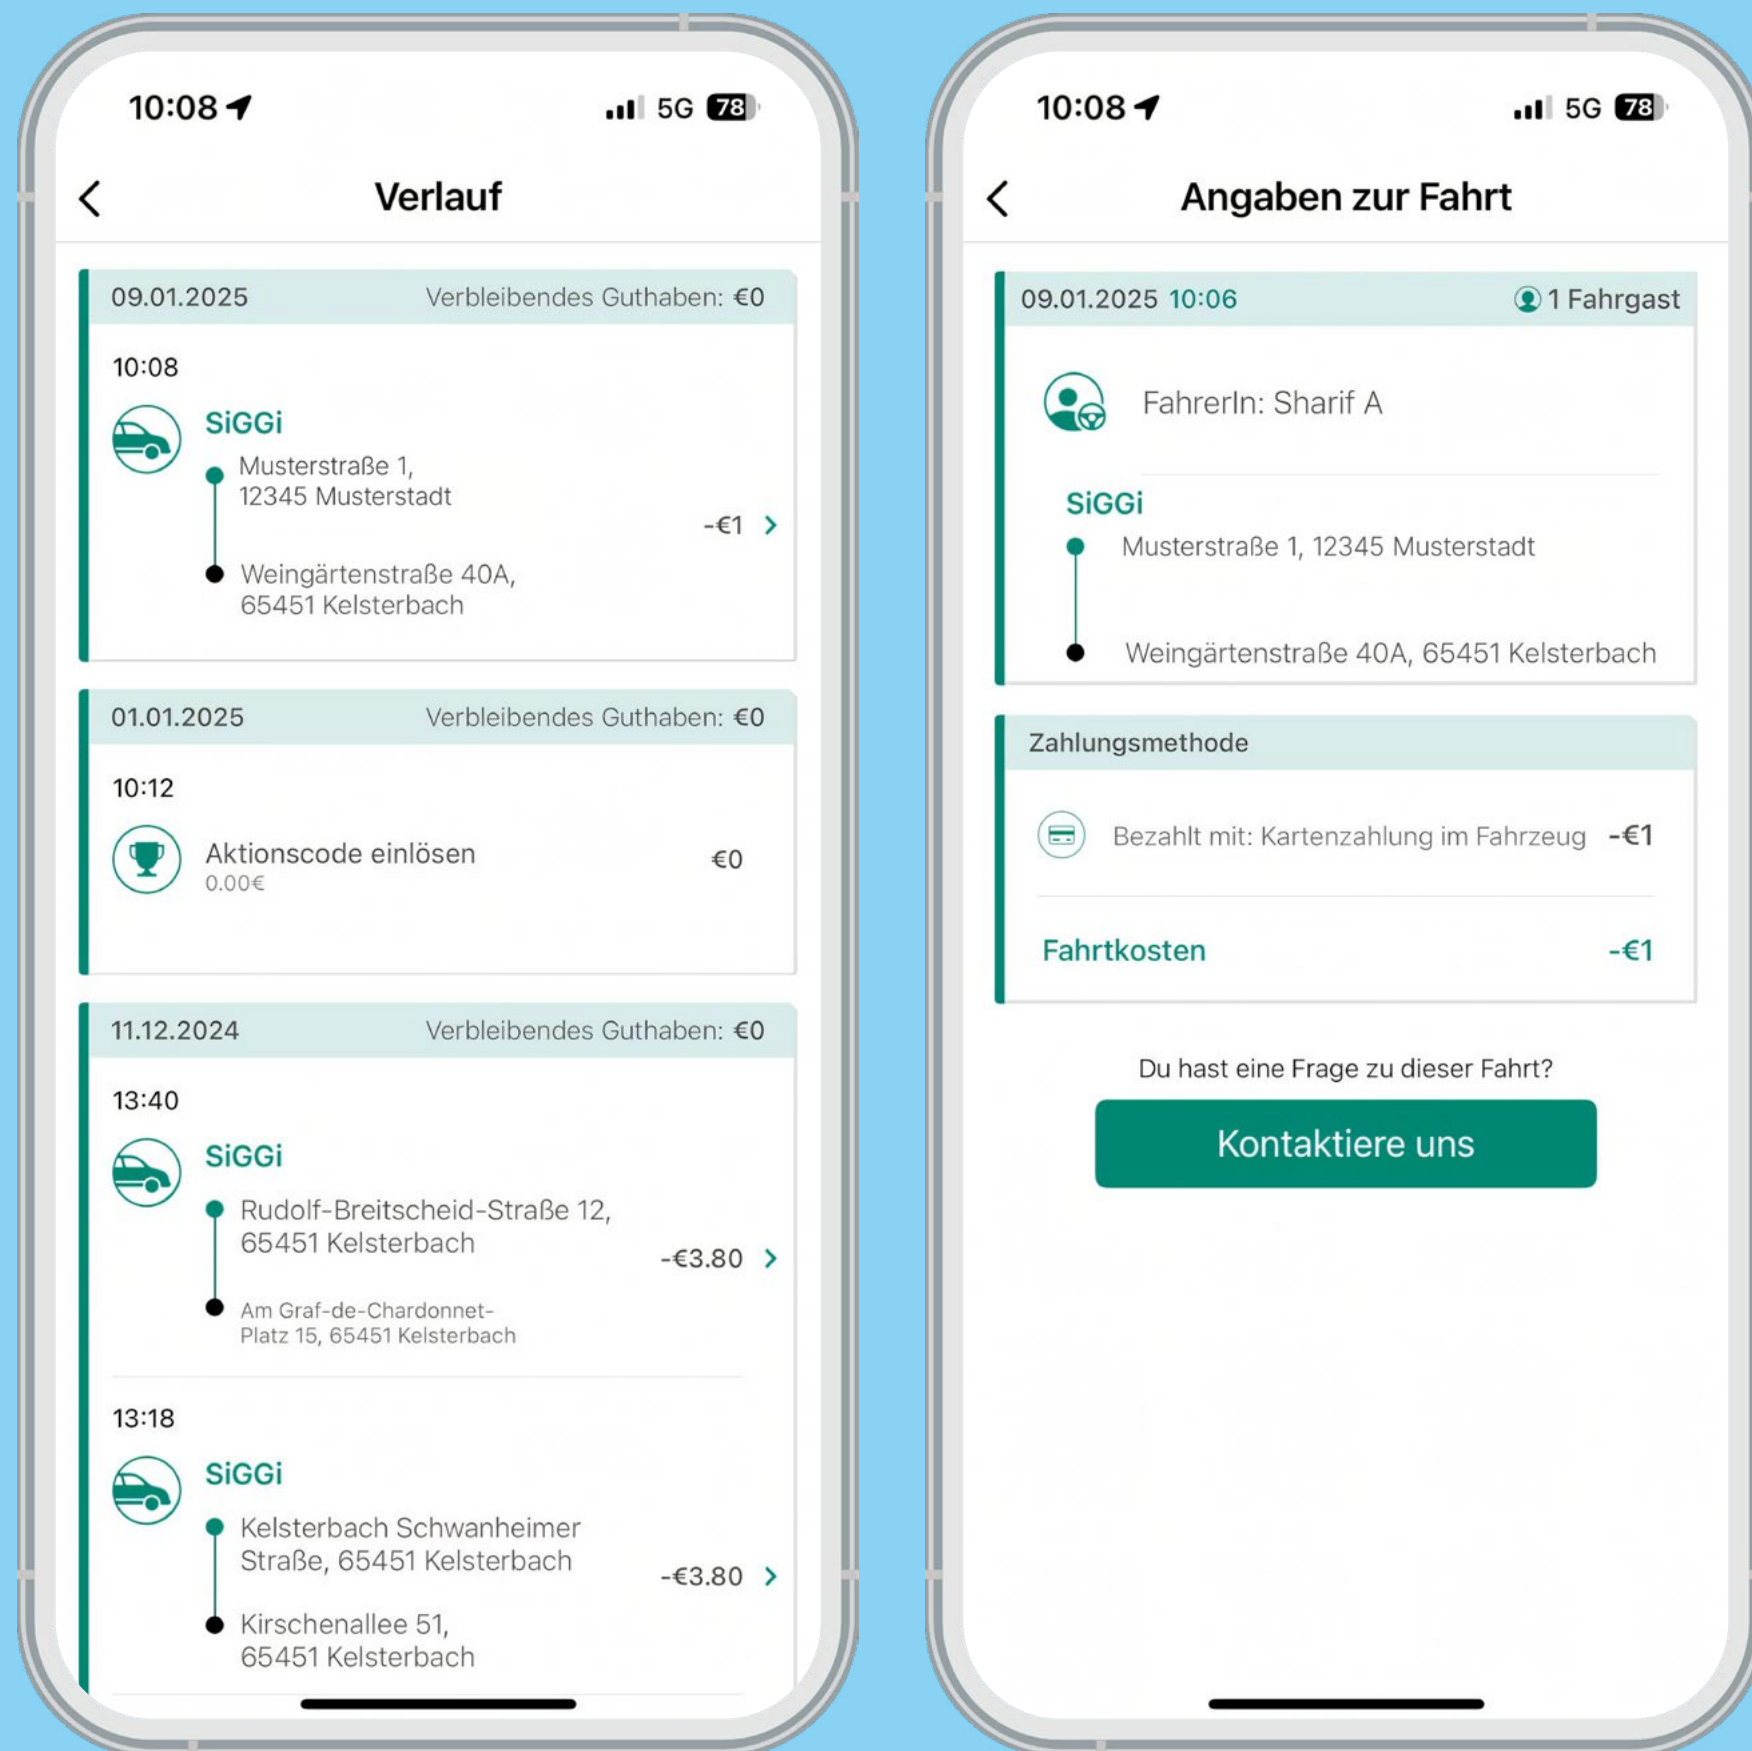 10:08
5G 78
Verlauf
09.01.2025 Verbleibendes Guthaben: €0
10:08
SiGGi
Musterstraße 1,
12345 Musterstadt
-€1
Weingärtenstraße 40A,
65451 Kelsterbach
01.01.2025 Verbleibendes Guthaben: €0
10:12
Aktionscode einlösen
0.00€
€0
11.12.2024 Verbleibendes Guthaben: €0
13:40
SiGGi
Rudolf-Breitscheid-Straße 12,
65451 Kelsterbach
-€3.80
Am Graf-de-Chardonnet-
Platz 15, 65451 Kelsterbach
13:18
SiGGi
Kelsterbach Schwanheimer
Straße, 65451 Kelsterbach
-€3.80
Kirschenallee 51,
65451 Kelsterbach
10:08
5G 78
Angaben zur Fahrt
09.01.2025 10:06 1 Fahrgast
FahrerIn: Sharif A
SiGGi
Musterstraße 1, 12345 Musterstadt
Weingärtenstraße 40A, 65451 Kelsterbach
Zahlungsmethode
Bezahlt mit: Kartenzahlung im Fahrzeug -€1
Fahrtkosten -€1
Du hast eine Frage zu dieser Fahrt?
Kontaktiere uns